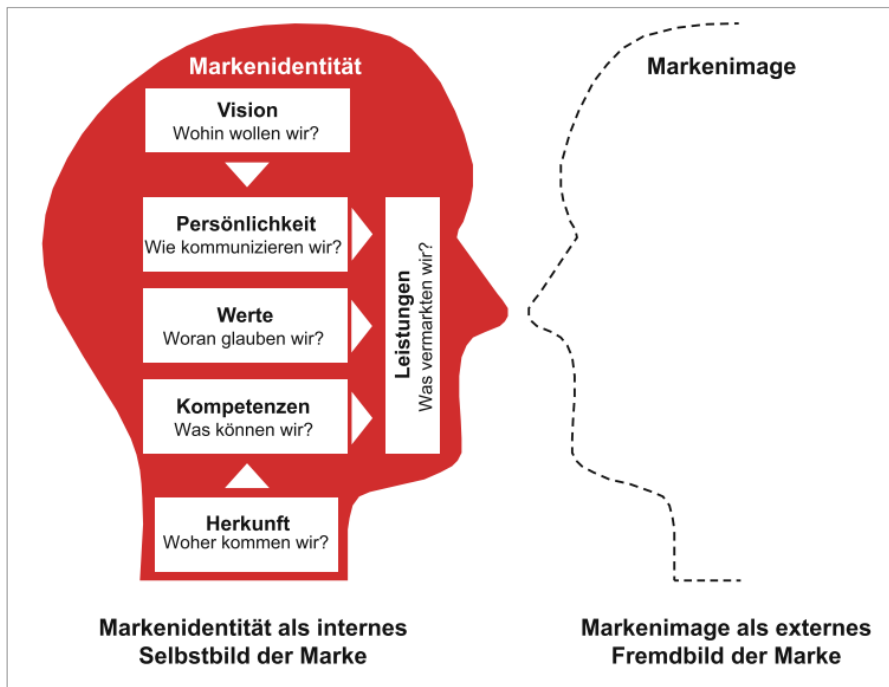 Markenidentität
Markenimage
Vision
Wohin wollen wir?
Persönlichkeit
Wie kommunizieren wir?
Werte
Woran glauben wir?
Kompetenzen
Was können wir?
Leistungen
Was vermarkten wir?
Herkunft
Woher kommen wir?
Markenidentität als internes
Selbstbild der Marke
Markenimage als externes
Fremdbild der Marke